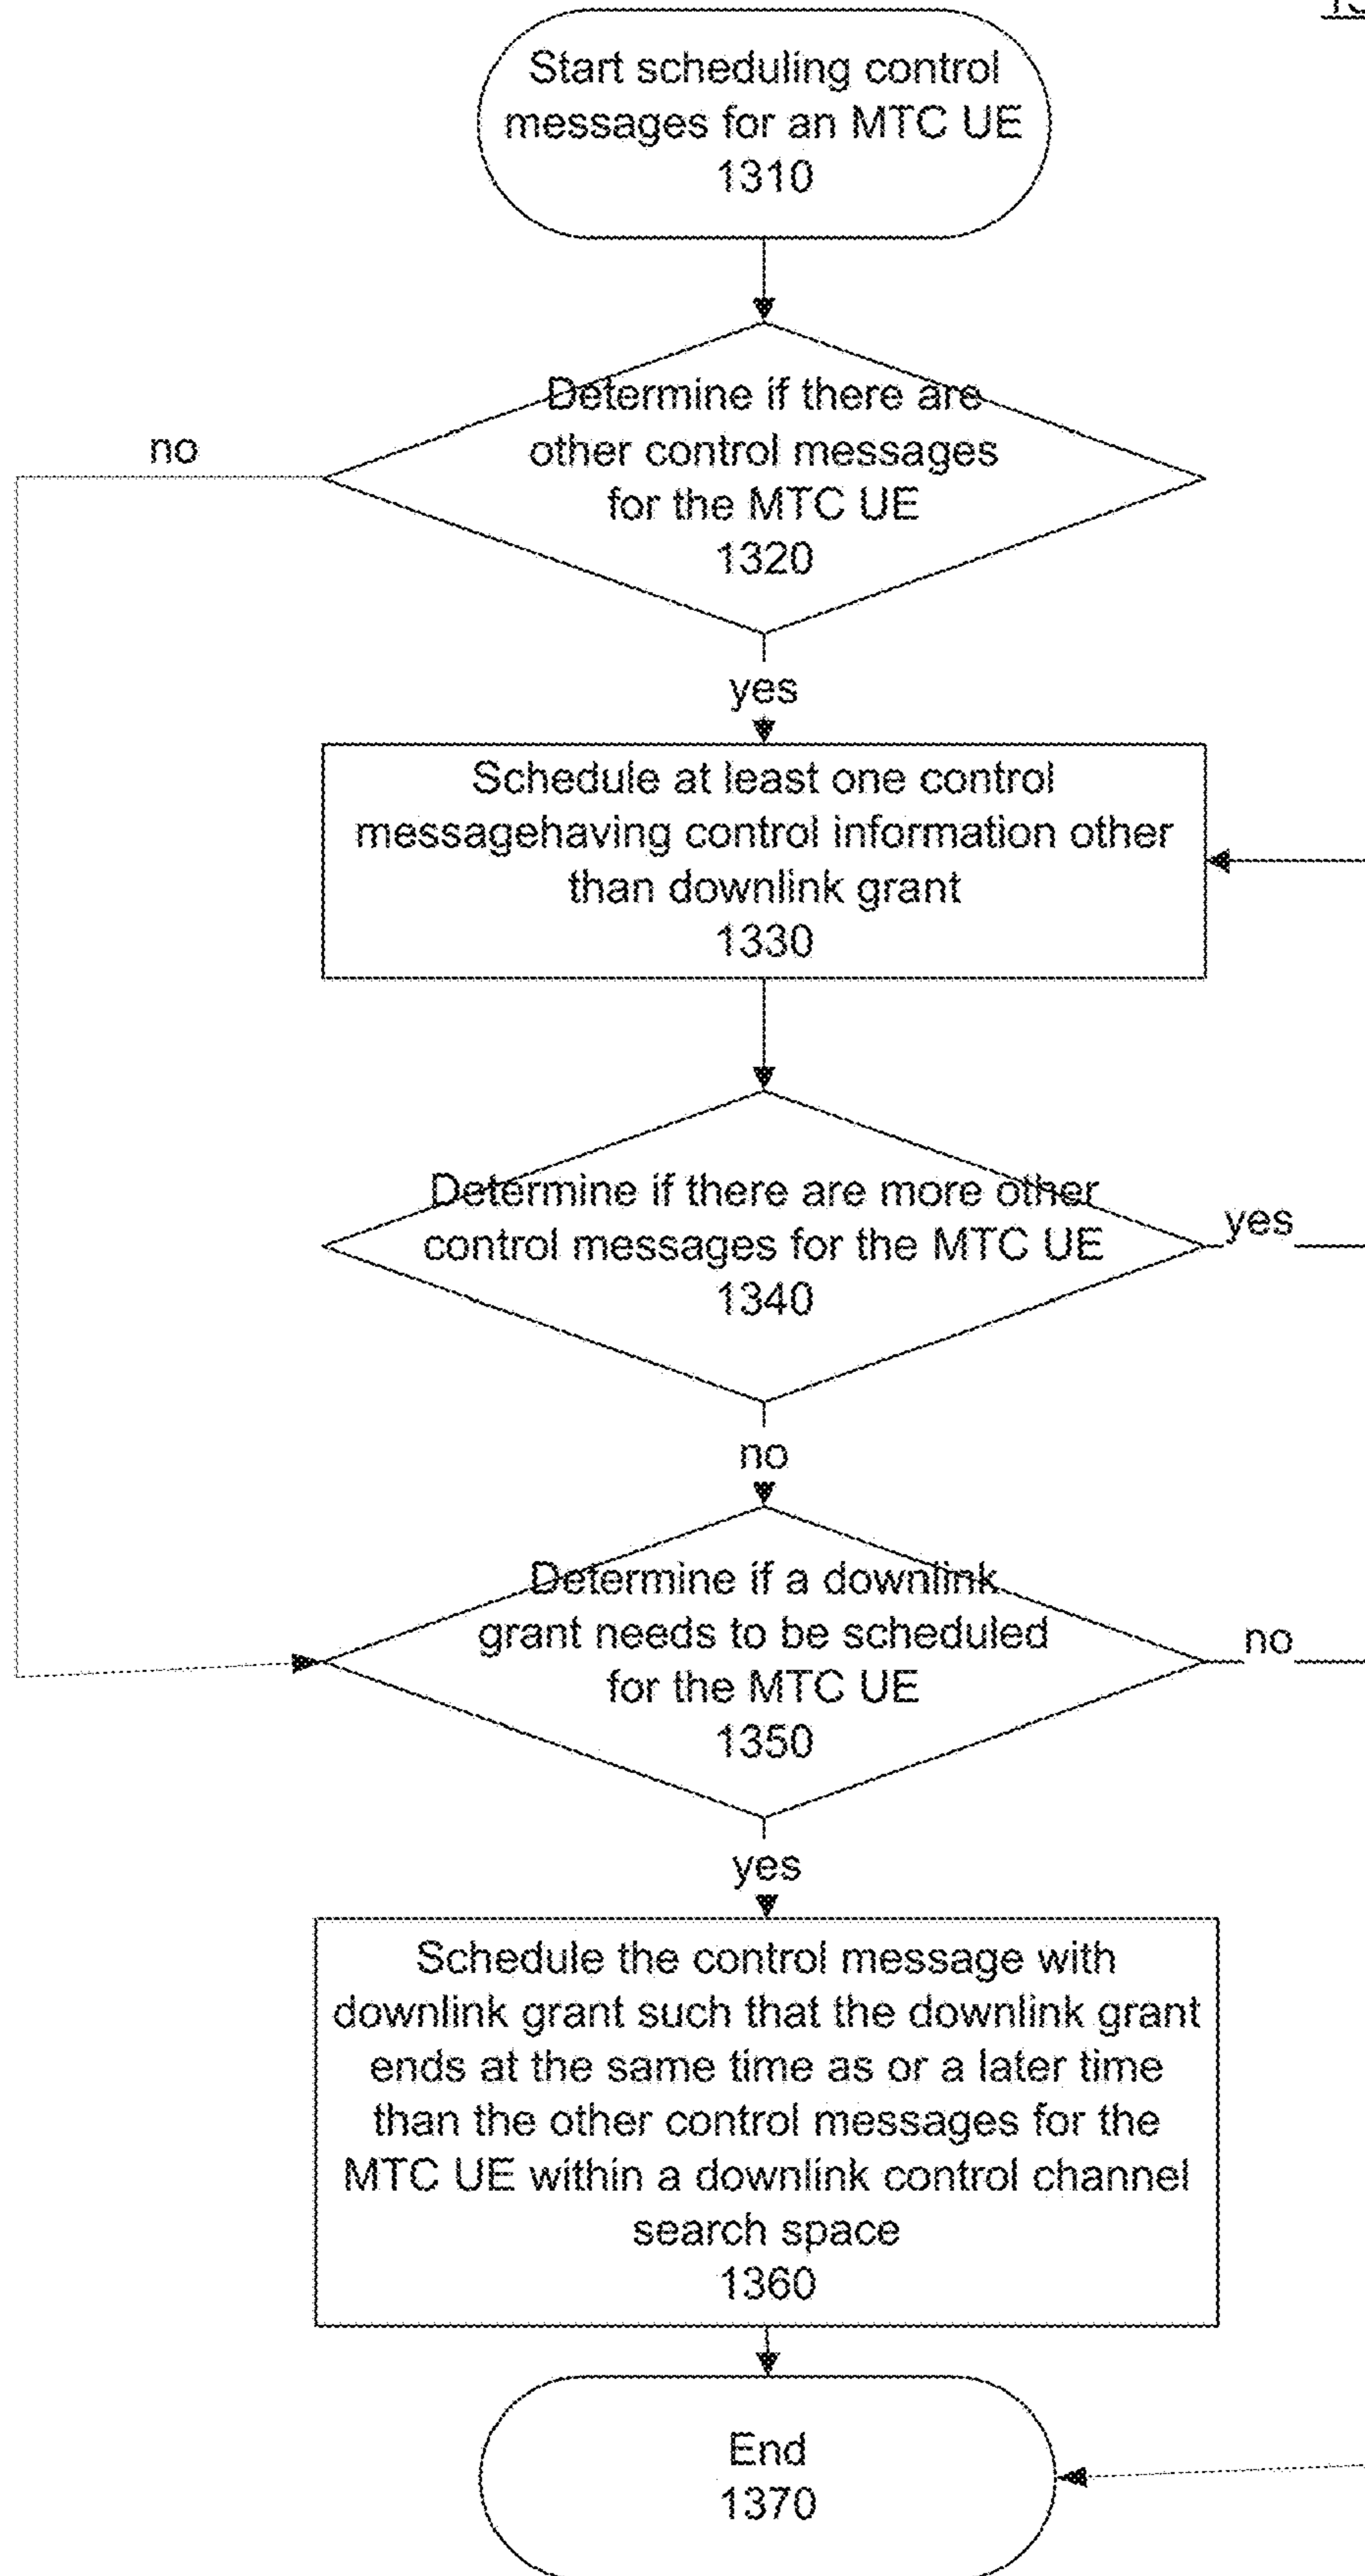 Start scheduling control
messages for an MTC UE
1310
Determine if there are
other control messages
for the MTC UE
1320
no
yes
Schedule at least one control
messagehaving control information other
than downlink grant
1330
Determine if there are more other
control messages for the MTC UE
1340
yes
no
Determine if a downlink
grant needs to be scheduled
for the MTC UE
1350
no
yes
Schedule the control message with
downlink grant such that the downlink grant
ends at the same time as or a later time
than the other control messages for the
MTC UE within a downlink control channel
search space
1360
End
1370